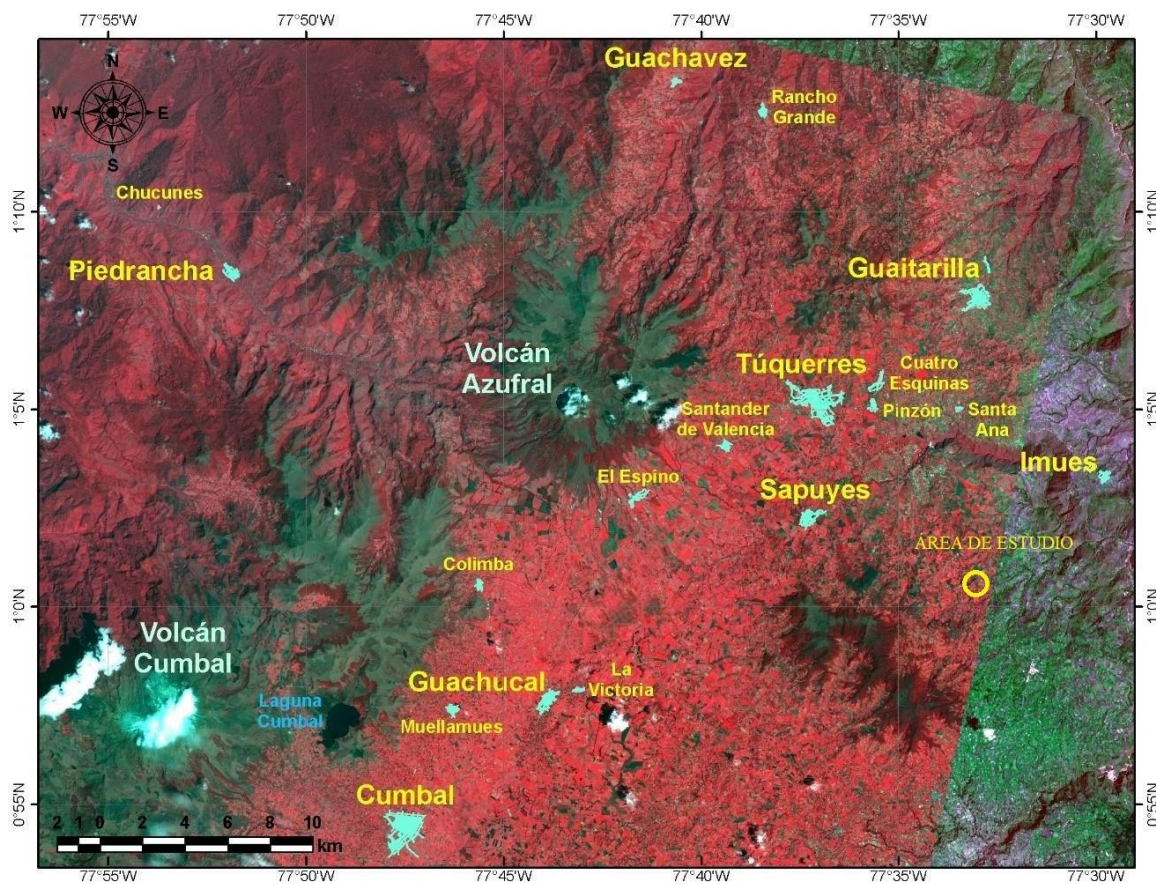 77°55'W
77°50'W
77°45'W
77°40'W
77°35'W
77°30'W
N
W
E
S
Guachavez
Rancho
Grande
Chucunes
1°10'N
1°10'N
Piedrancha
Guaitarilla
Volcán
Azufral
Túquerres
Cuatro
Esquinas
1°5'N
1°5'N
Santander
de Valencia
Pinzón
Santa
Ana
Imues
El Espino
Sapuyes
ÁREA DE ESTUDIO
Colimba
1°0'N
1°0'N
Volcán
Cumbal
Guachucal
La
Victoria
Laguna
Cumbal
Muellamues
Cumbal
0°55'N
0°55'N
2 1 0 2 4 6 8 10
km
77°55'W
77°50'W
77°45'W
77°40'W
77°35'W
77°30'W